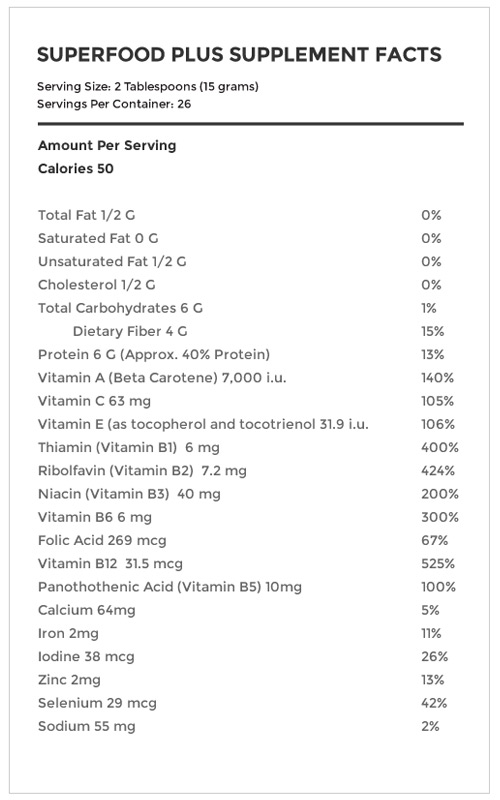 SUPERFOOD PLUS SUPPLEMENT FACTS
Serving Size: 2 Tablespoons (15 grams)
Servings Per Container: 26
Amount Per Serving
Calories 50
Total Fat 1/2 G 0%
Saturated Fat 0 G 0%
Unsaturated Fat 1/2 G 0%
Cholesterol 1/2 G 0%
Total Carbohydrates 6 G 1%
Dietary Fiber 4 G 15%
Protein 6 G (Approx. 40% Protein) 13%
Vitamin A (Beta Carotene) 7,000 i.u. 140%
Vitamin C 63 mg 105%
Vitamin E (as tocopherol and tocotrienol 31.9 i.u. 106%
Thiamin (Vitamin B1) 6 mg 400%
Ribolfavin (Vitamin B2) 7.2 mg 424%
Niacin (Vitamin B3) 40 mg 200%
Vitamin B6 6 mg 300%
Folic Acid 269 mcg 67%
Vitamin B12 31.5 mcg 525%
Panothothenic Acid (Vitamin B5) 10mg 100%
Calcium 64mg 5%
Iron 2mg 11%
Iodine 38 mcg 26%
Zinc 2mg 13%
Selenium 29 mcg 42%
Sodium 55 mg 2%